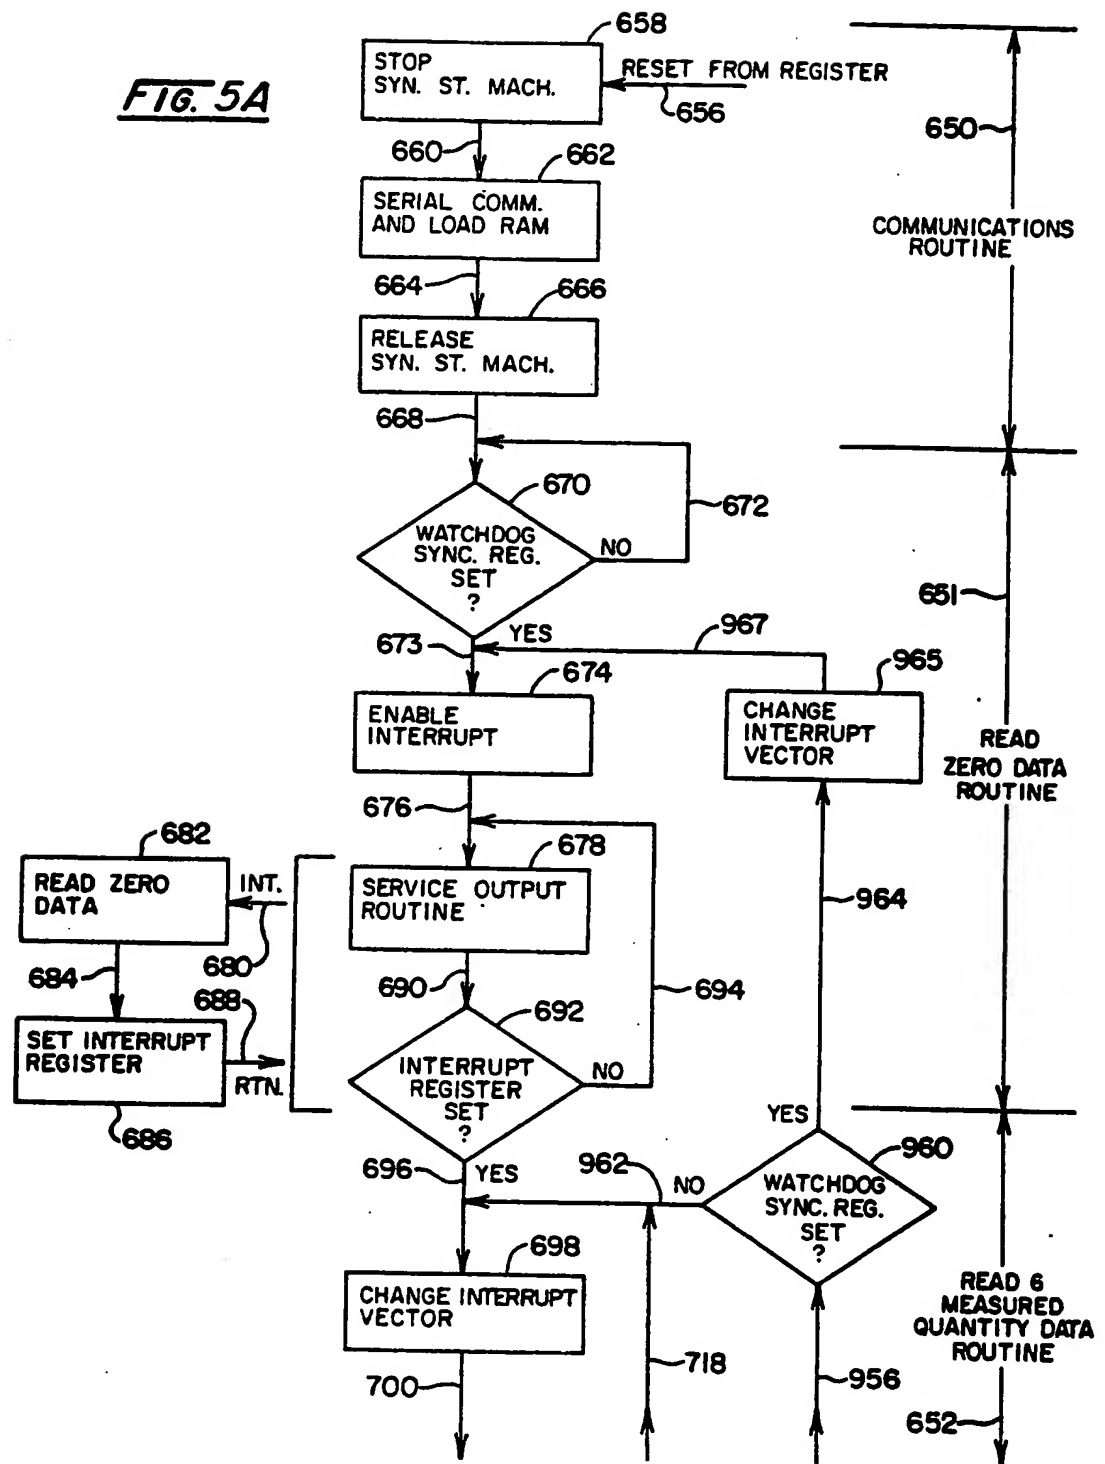 FIG. 5A
658
STOP
SYN. ST. MACH.
RESET FROM REGISTER
656
650
660
662
SERIAL COMM.
AND LOAD RAM
COMMUNICATIONS
ROUTINE
664
666
RELEASE
SYN. ST. MACH.
668
670
672
WATCHDOG
SYNC. REG.
SET
?
NO
651
YES
673
967
965
674
ENABLE
INTERRUPT
CHANGE
INTERRUPT
VECTOR
READ
ZERO DATA
ROUTINE
676
682
678
READ ZERO
DATA
INT.
680
SERVICE OUTPUT
ROUTINE
964
684
688
690
692
694
SET INTERRUPT
REGISTER
RTN.
686
INTERRUPT
REGISTER
SET
?
NO
YES
960
696
YES
962
NO
WATCHDOG
SYNC. REG.
SET
?
698
CHANGE INTERRUPT
VECTOR
READ 6
MEASURED
QUANTITY DATA
ROUTINE
700
718
956
652